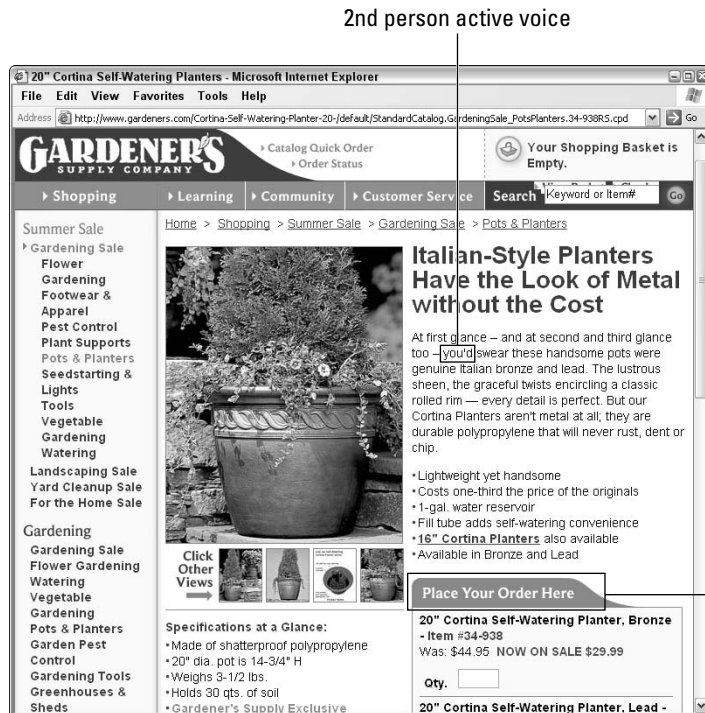 2nd person active voice
20" Cortina Self-Watering Planters - Microsoft Internet Explorer
File Edit View Favorites Tools Help
Address http://www.gardeners.com/Cortina-Self-Watering-Planter-20-/default/StandardCatalog.GardeningSale_PotsPlanters.34-938RS.cpd Go
GARDENER'S
SUPPLY COMPANY
Catalog Quick Order
Order Status
Your Shopping Basket is
Empty.
Shopping Learning Community Customer Service Search Keyword or Item# Go
Home > Shopping > Summer Sale > Gardening Sale > Pots & Planters
Summer Sale
Gardening Sale
Flower
Gardening
Footwear &
Apparel
Pest Control
Plant Supports
Pots & Planters
Seedstarting &
Lights
Tools
Vegetable
Gardening
Watering
Landscaping Sale
Yard Cleanup Sale
For the Home Sale
Gardening
Gardening Sale
Flower Gardening
Watering
Vegetable
Gardening
Pots & Planters
Garden Pest
Control
Gardening Tools
Greenhouses &
Sheds
Click
Other
Views
Specifications at a Glance:
•Made of shatterproof polypropylene
•20" dia. pot is 14-3/4" H
•Weighs 3-1/2 lbs.
•Holds 30 qts. of soil
•Gardener's Supply Exclusive
Italian-Style Planters
Have the Look of Metal
without the Cost
At first glance – and at second and third glance
too – you'd swear these handsome pots were
genuine Italian bronze and lead. The lustrous
sheen, the graceful twists encircling a classic
rolled rim — every detail is perfect. But our
Cortina Planters aren't metal at all; they are
durable polypropylene that will never rust, dent or
chip.
•Lightweight yet handsome
•Costs one-third the price of the originals
•1-gal. water reservoir
•Fill tube adds self-watering convenience
•16" Cortina Planters also available
•Available in Bronze and Lead
Place Your Order Here
20" Cortina Self-Watering Planter, Bronze
- Item #34-938
Was: $44.95 NOW ON SALE $29.99
Qty.
20" Cortina Self-Watering Planter, Lead -